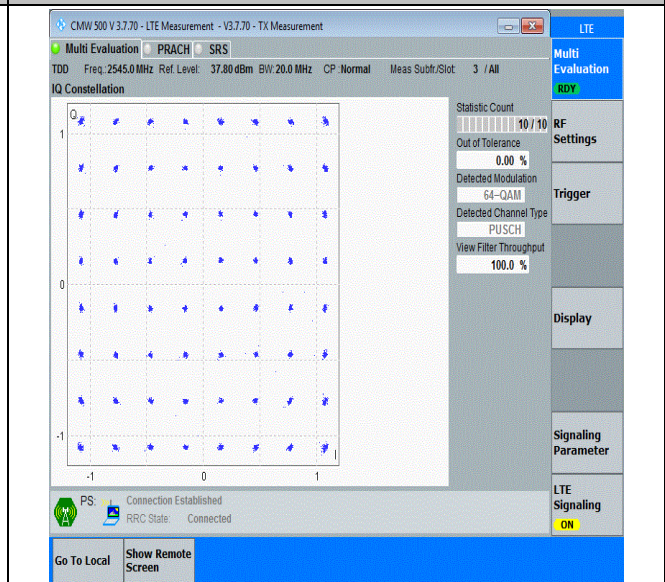 CMW 500 V 3.7.70 - LTE Measurement  - V3.7.70 - TX Measurement
LTE
Multi Evaluation PRACH SRS
Multi
Evaluation
RDY
TDD Freq.:2545.0 MHz Ref. Level: 37.80 dBm BW:20.0 MHz CP :Normal Meas Subfr./Slot: 3 / All
IQ Constellation
Q
1
0
-1
I
-1 0 1
Statistic Count
10 / 10
Out of Tolerance
0.00 %
Detected Modulation
64-QAM
Detected Channel Type
PUSCH
View Filter Throughput
100.0 %
RF
Settings
Trigger
Display
Signaling
Parameter
LTE
Signaling
ON
PS: Connection Established
RRC State: Connected
Go To Local
Show Remote
Screen